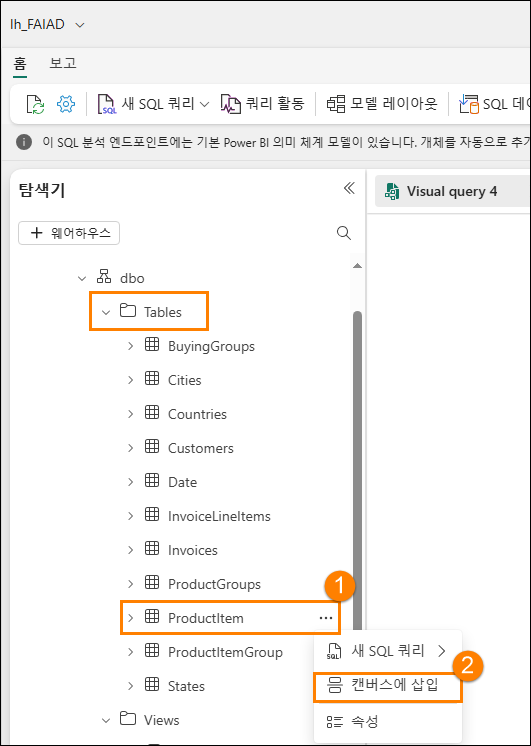 lh_FAIAD
홈 보고
새 SQL 쿼리 쿼리 활동 모델 레이아웃 SQL 데
이 SQL 분석 엔드포인트에는 기본 Power BI 의미 체계 모델이 있습니다. 개체를 자동으로 추가
탐색기
Visual query 4
+ 웨어하우스
dbo
Tables
BuyingGroups
Cities
Countries
Customers
Date
InvoiceLineItems
Invoices
ProductGroups
1
ProductItem ...
SQL 새 SQL 쿼리
ProductItemGroup
2
캔버스에 삽입
States
속성
Views